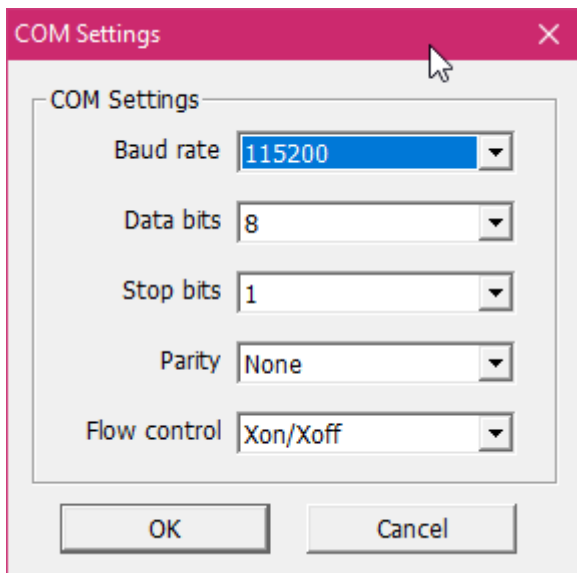 COM Settings
COM Settings
Baud rate 115200
Data bits 8
Stop bits 1
Parity None
Flow control Xon/Xoff
OK Cancel